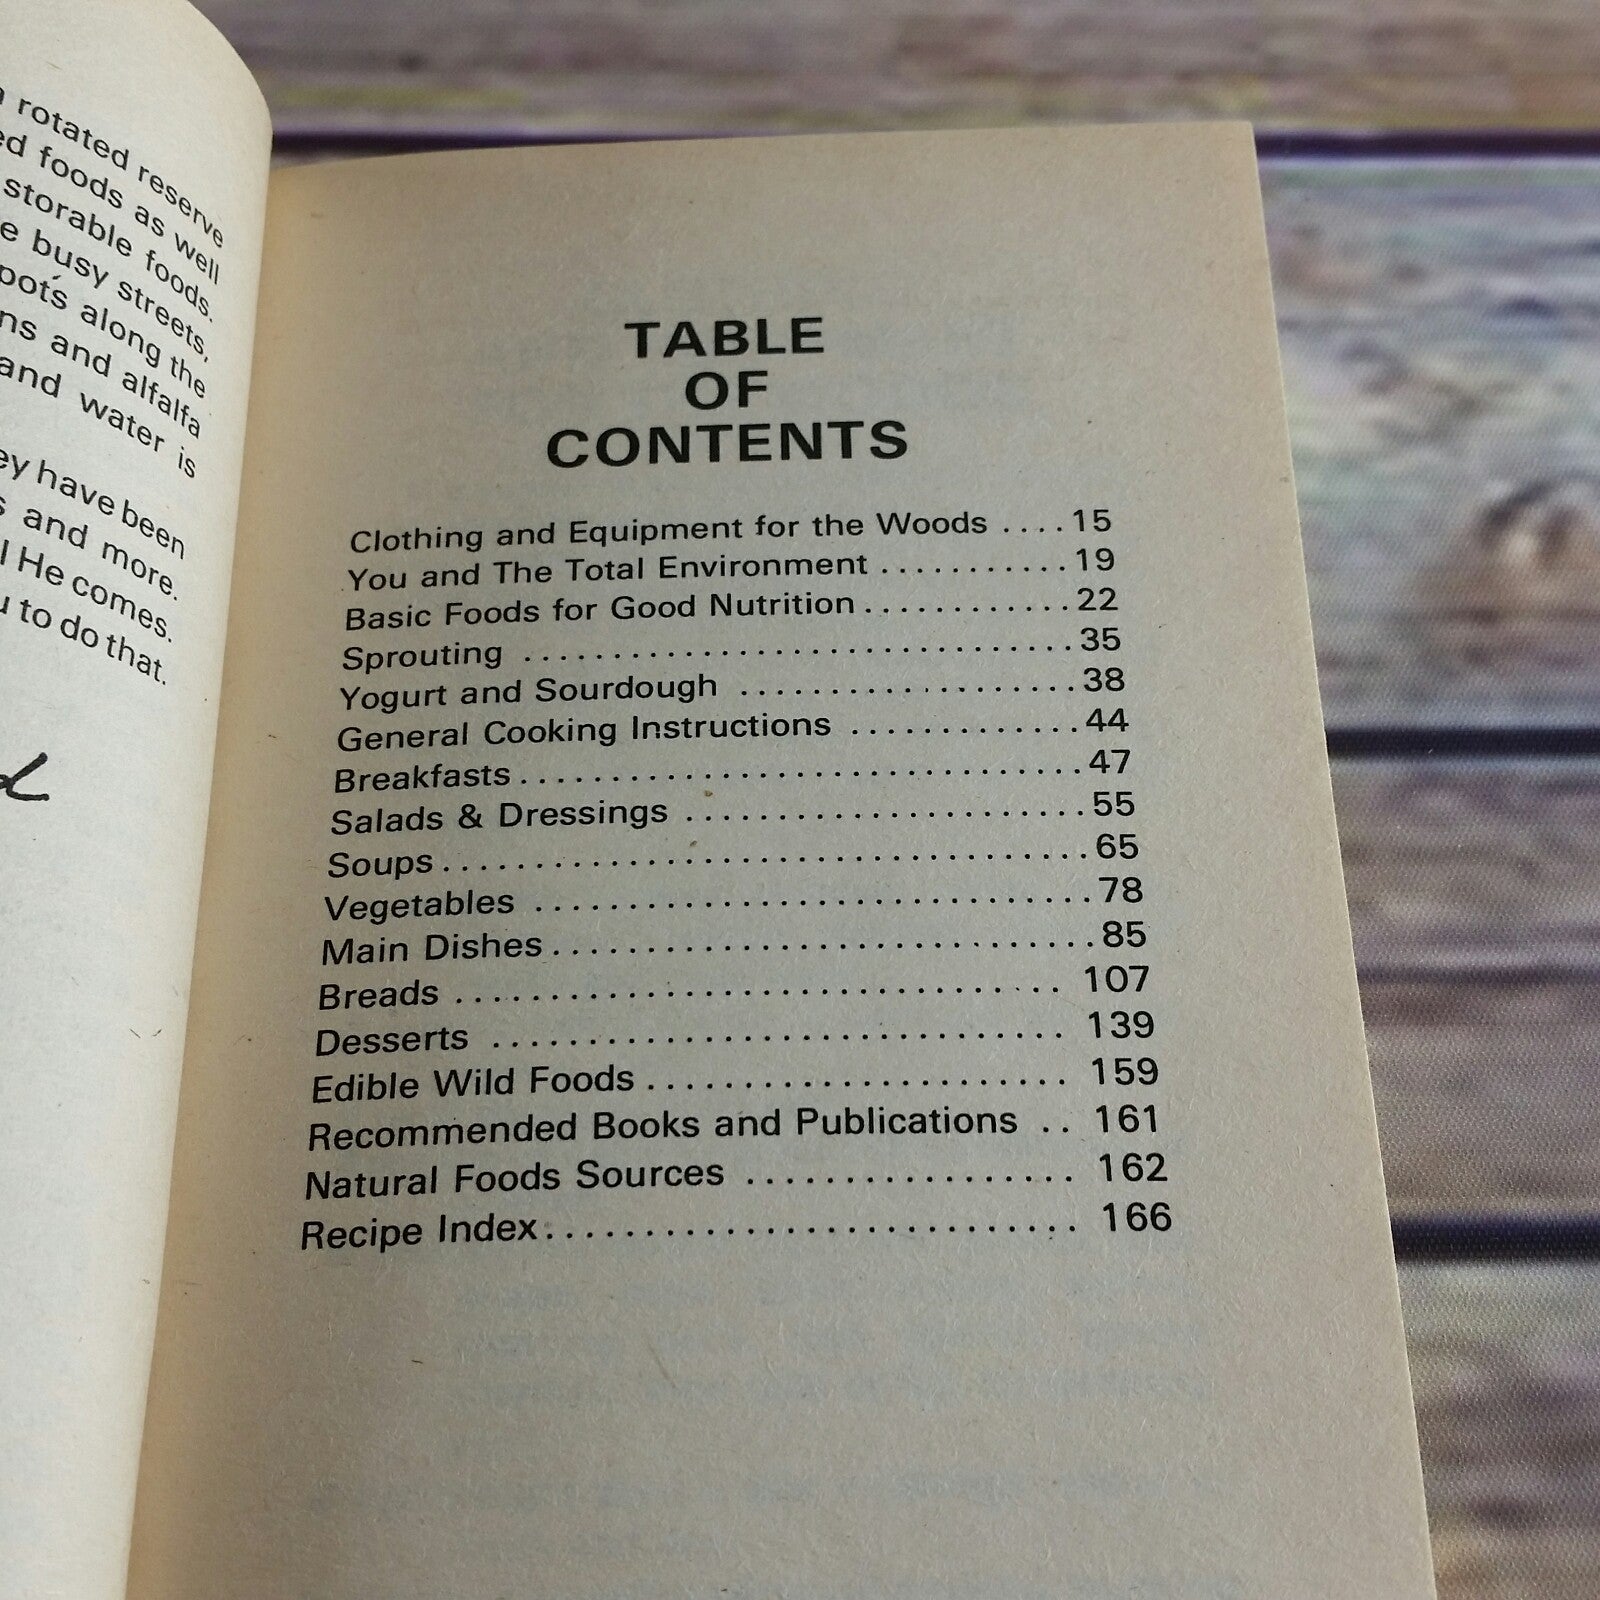 rotated reserve
foods as well
storable foods.
busy streets,
along the
and alfalfa
and water is
have been
and more.
He comes.
to do that.
TABLE
OF
CONTENTS
Clothing and Equipment for the Woods ....15
You and The Total Environment ...........19
Basic Foods for Good Nutrition............22
Sprouting ................................35
Yogurt and Sourdough ...................38
General Cooking Instructions .............44
Breakfasts................................47
Salads & Dressings ......................55
Soups....................................65
Vegetables ..............................78
Main Dishes..............................85
Breads ................................ 107
Desserts .............................. 139
Edible Wild Foods...................... 159
Recommended Books and Publications .. 161
Natural Foods Sources ................. 162
Recipe Index........................... 166